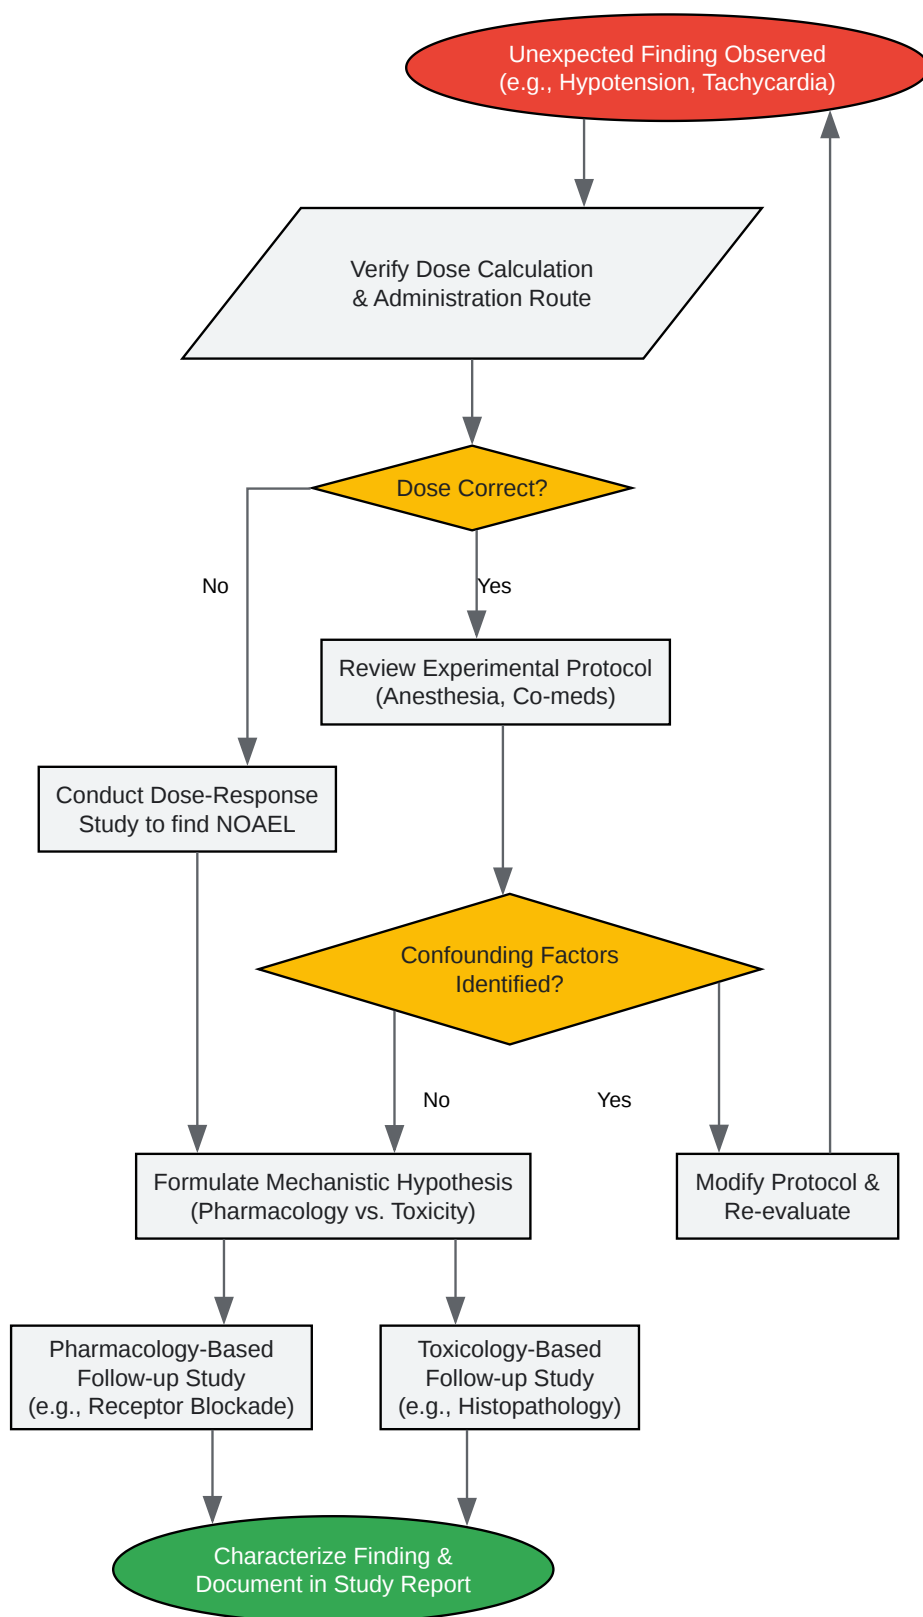 Unexpected Finding Observed
(e.g., Hypotension, Tachycardia)
Verify Dose Calculation
& Administration Route
Dose Correct?
No
Yes
Review Experimental Protocol
(Anesthesia, Co-meds)
Conduct Dose-Response
Study to find NOAEL
Confounding Factors
Identified?
No
Yes
Formulate Mechanistic Hypothesis
(Pharmacology vs. Toxicity)
Modify Protocol &
Re-evaluate
Pharmacology-Based
Follow-up Study
(e.g., Receptor Blockade)
Toxicology-Based
Follow-up Study
(e.g., Histopathology)
Characterize Finding &
Document in Study Report